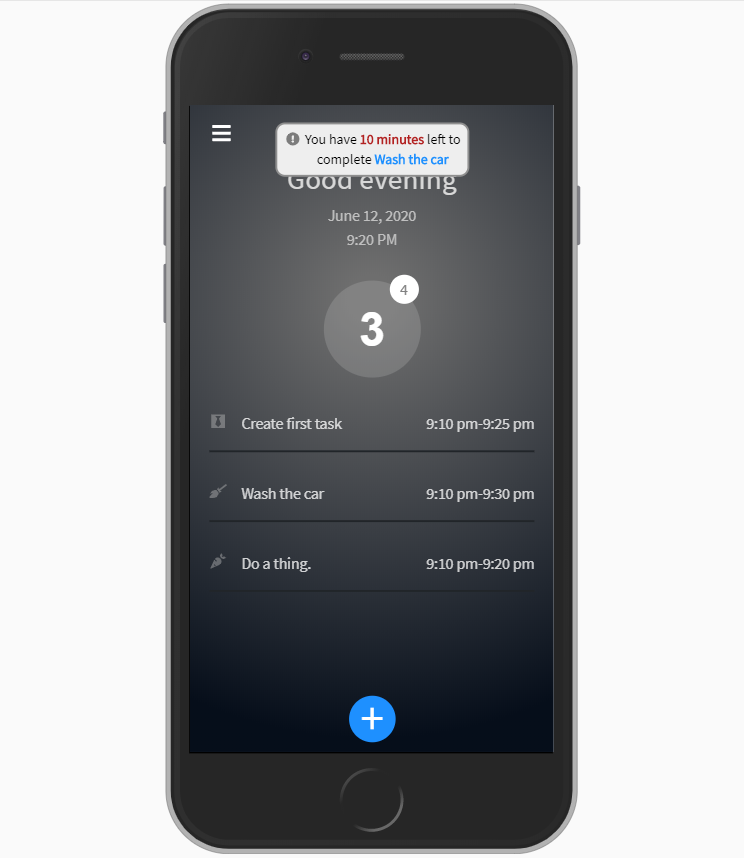 You have 10 minutes left to
complete Wash the car
Good evening
June 12, 2020
9:20 PM
4
3
Create first task 9:10 pm-9:25 pm
Wash the car 9:10 pm-9:30 pm
Do a thing. 9:10 pm-9:20 pm